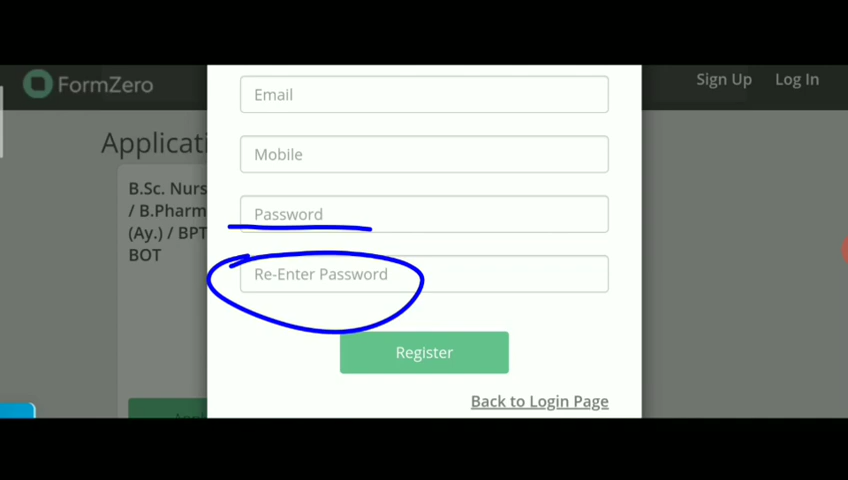 FormZero
Sign Up Log In
Applicati
B.Sc. Nurs
/ B.Pharm
(Ay.) / BPT
BOT
Email
Mobile
Password
Re-Enter Password
Register
Back to Login Page